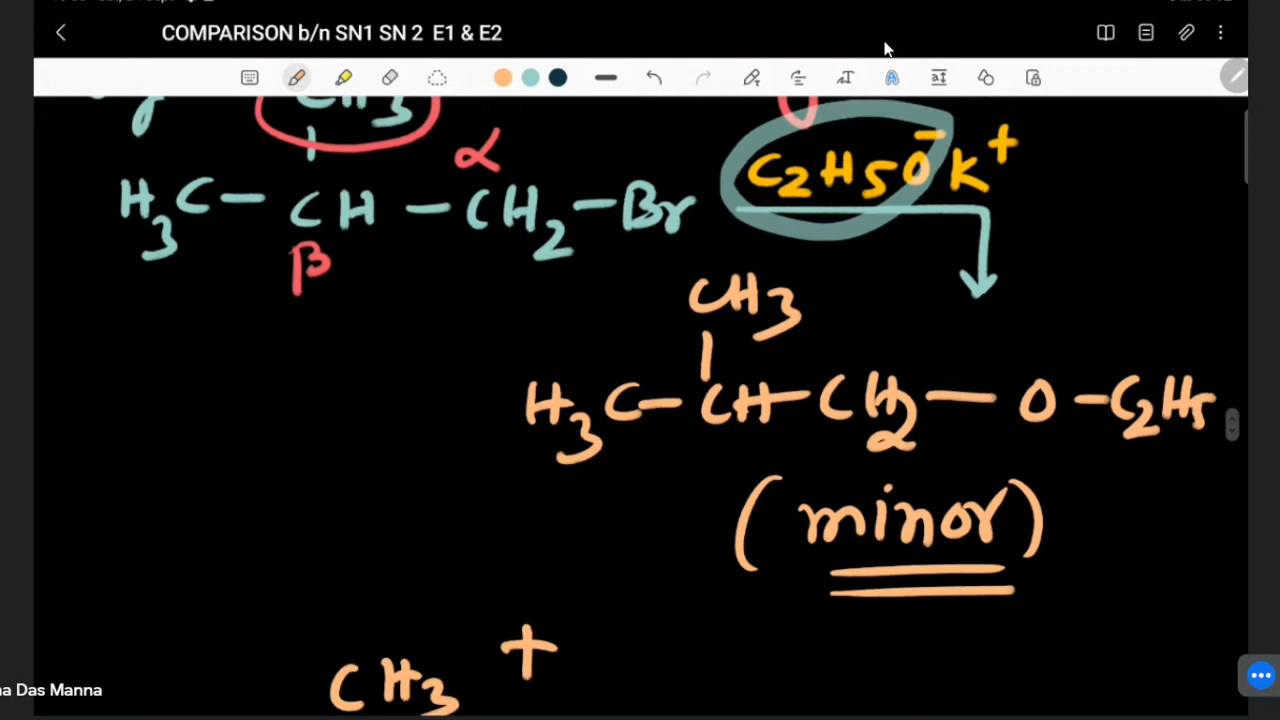 COMPARISON b/n SN1 SN 2 E1 & E2
CH3
α
H3C - CH - CH2 - Br
β
C2H5O⁻K⁺
CH3
H3C - CH - CH2 - O - C2H5
(minor)
+
CH3
na Das Manna